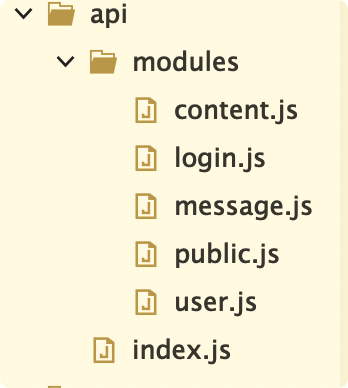 api
modules
content.js
login.js
message.js
public.js
user.js
index.js